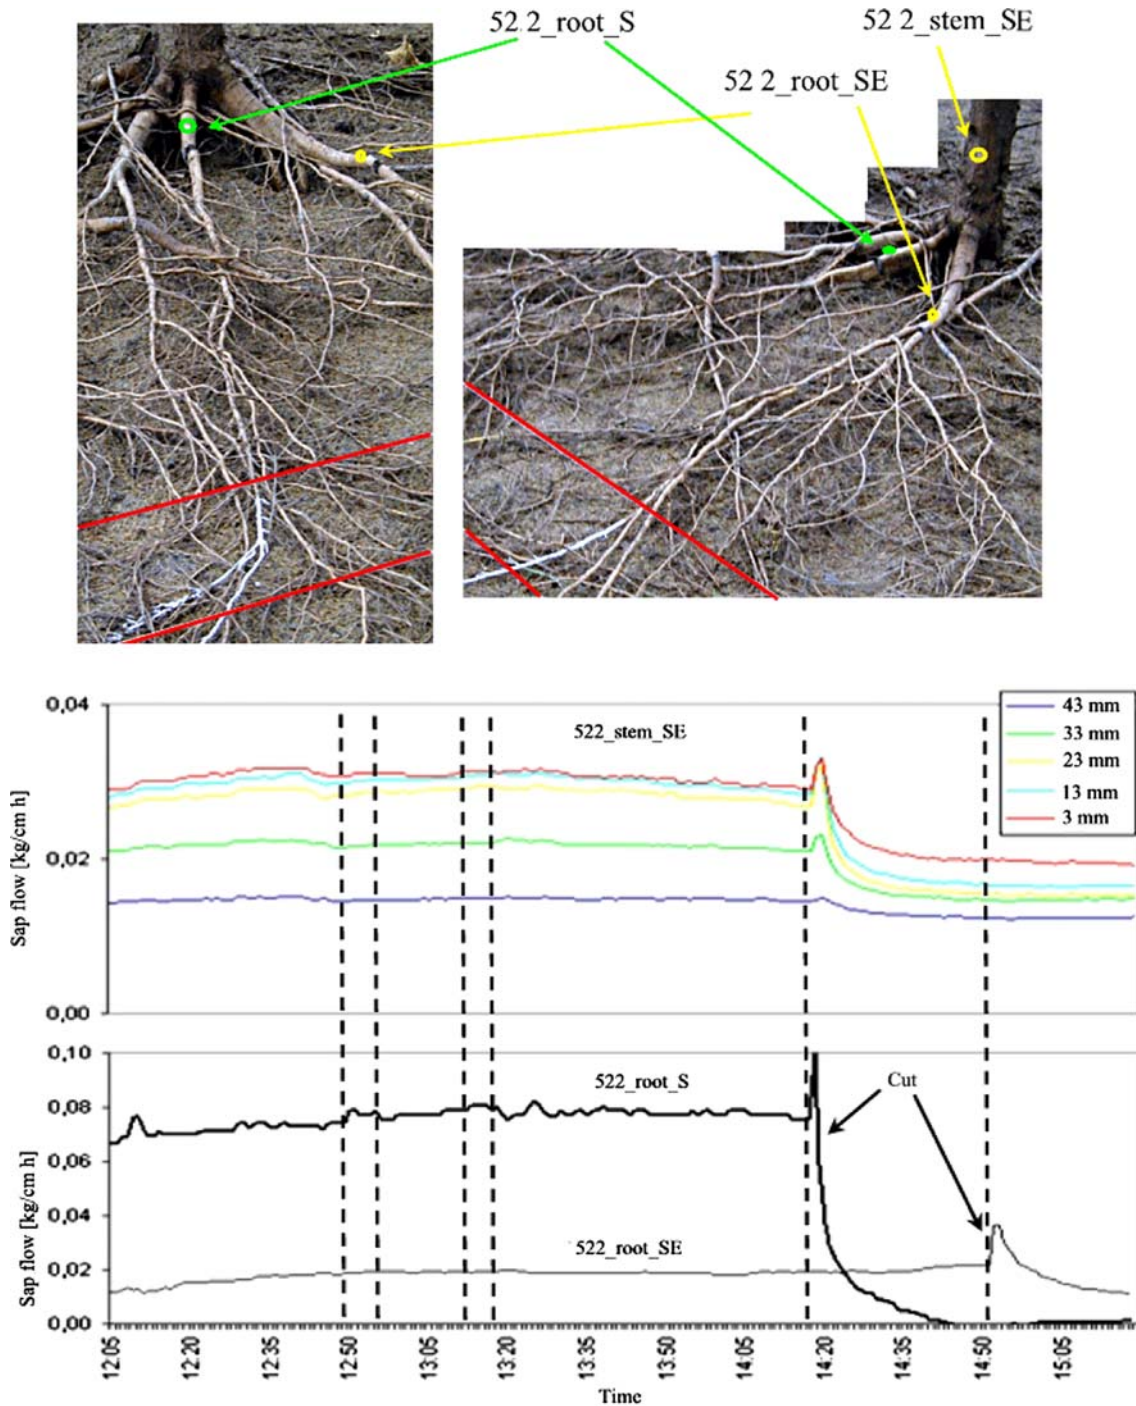 52.2_root_S
52 2_stem_SE
52 2_root_SE
0,04
0,02
0,00
Sap flow [kg/cm h]
522_stem_SE
43 mm
33 mm
23 mm
13 mm
3 mm
0,10
0,08
0,06
0,04
0,02
0,00
Sap flow [kg/cm h]
522_root_S
Cut
522_root_SE
12:05
12:20
12:35
12:50
13:05
13:20
13:35
13:50
14:05
14:20
14:35
14:50
15:05
Time